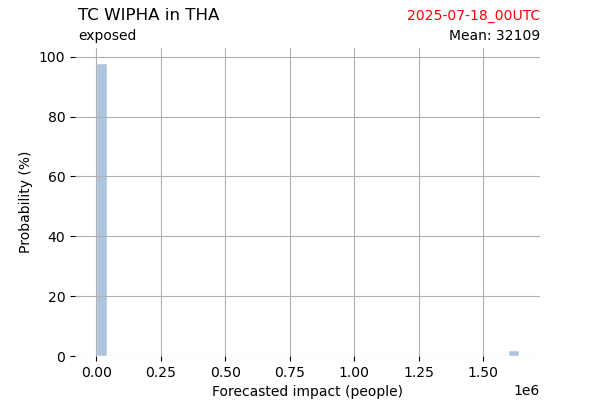 TC WIPHA in THA
2025-07-18_00UTC
exposed
Mean: 32109
100
80
60
40
20
0
Probability (%)
0.00 0.25 0.50 0.75 1.00 1.25 1.50
1e6
Forecasted impact (people)